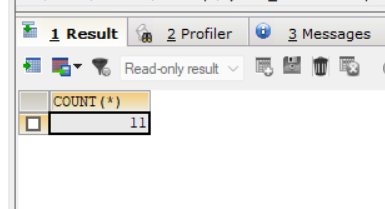 1 Result 2 Profiler 3 Messages
Read-only result
COUNT(*)
11